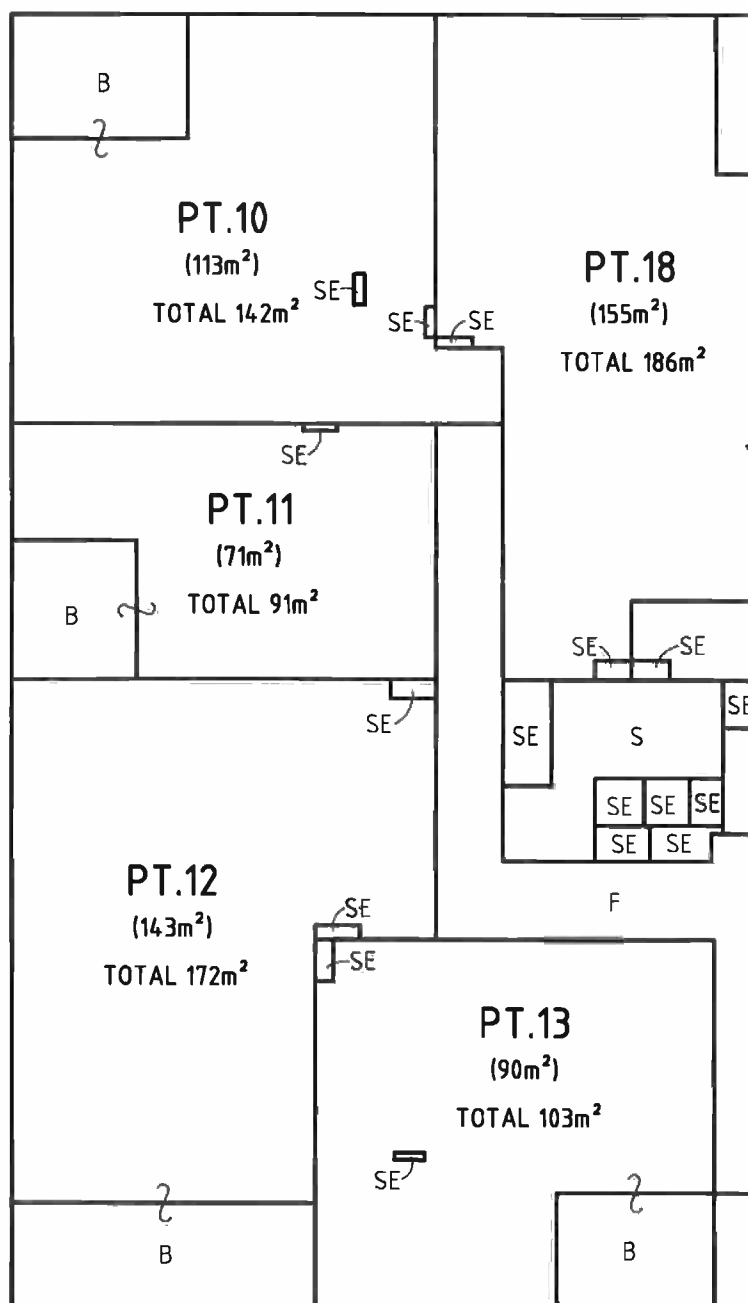 B
PT.10
(113m²)
TOTAL 142m²
SE
SE
SE
PT.18
(155m²)
TOTAL 186m²
SE
PT.11
(71m²)
TOTAL 91m²
B
SE
SE
SE
SE
S
SE
SE
SE
SE
SE
SE
PT.12
(143m²)
TOTAL 172m²
SE
SE
F
PT.13
(90m²)
TOTAL 103m²
SE
B
B